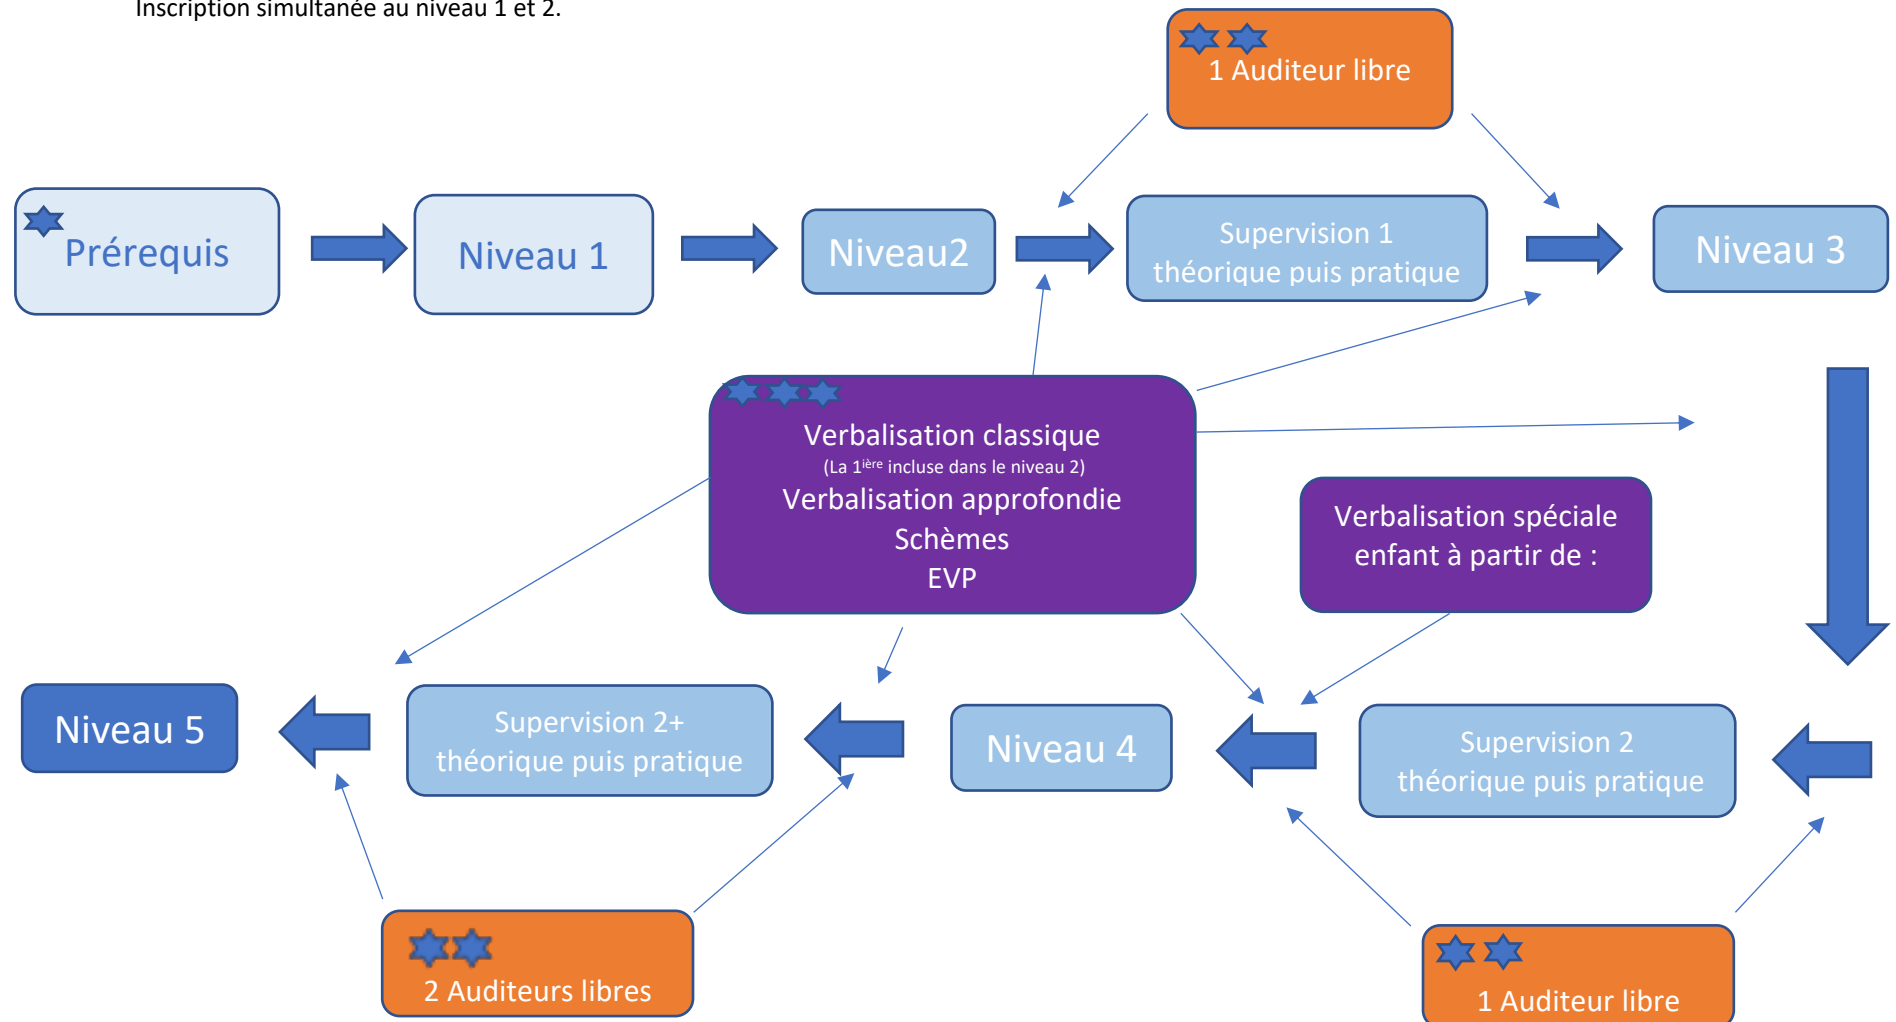 Inscription simultanée au niveau 1 et 2.
1 Auditeur libre
Prérequis
Niveau 1
Niveau2
Supervision 1
théorique puis pratique
Niveau 3
Verbalisation classique
(La 1ière incluse dans le niveau 2)
Verbalisation approfondie
Schèmes
EVP
Verbalisation spéciale
enfant à partir de :
Niveau 5
Supervision 2+
théorique puis pratique
Niveau 4
Supervision 2
théorique puis pratique
2 Auditeurs libres
1 Auditeur libre